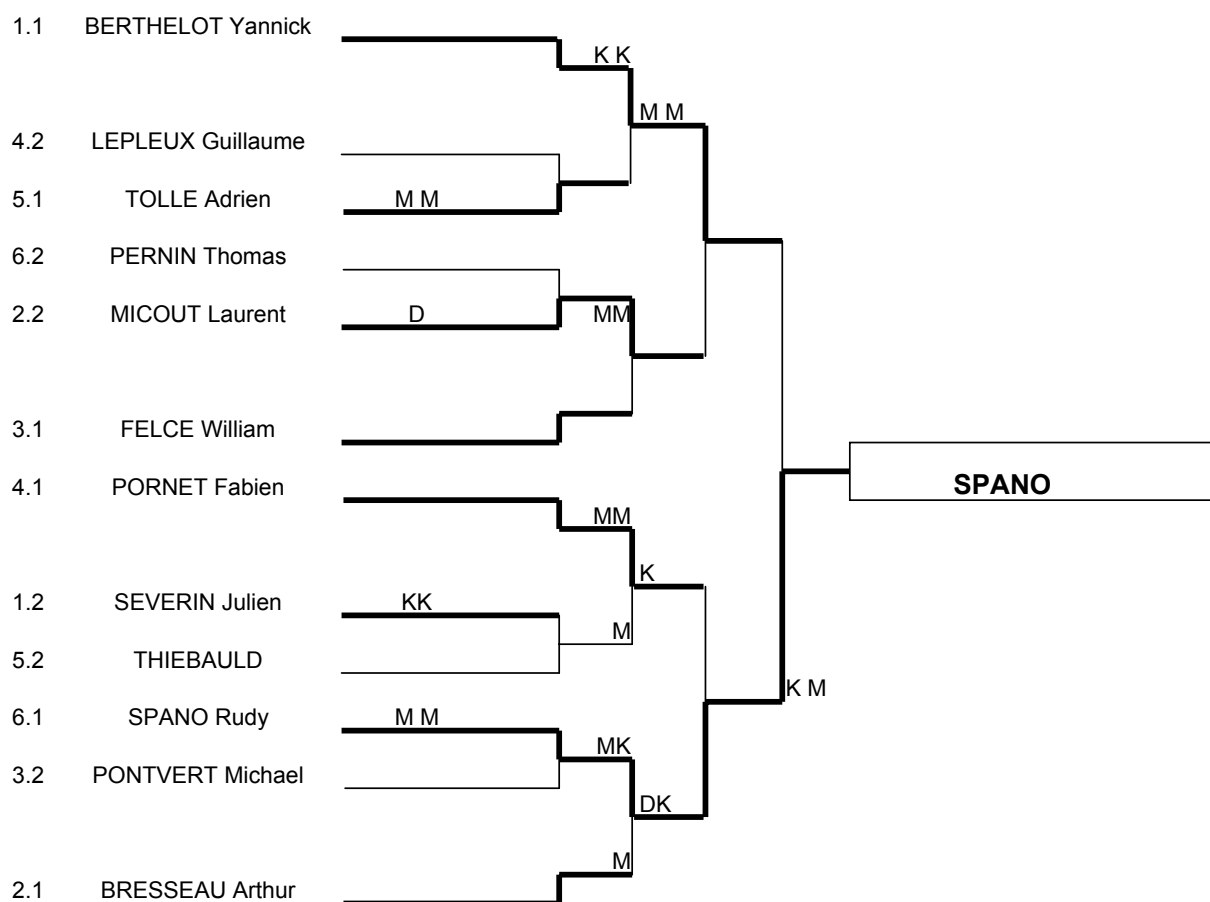 1.1 BERTHELOT Yannick
K K
M M
4.2 LEPLEUX Guillaume
5.1 TOLLE Adrien M M
6.2 PERNIN Thomas
2.2 MICOUT Laurent D MM
3.1 FELCE William
4.1 PORNET Fabien
SPANO
MM
K
1.2 SEVERIN Julien KK
M
5.2 THIEBAULD
K M
6.1 SPANO Rudy M M
MK
3.2 PONTVERT Michael
DK
M
2.1 BRESSEAU Arthur